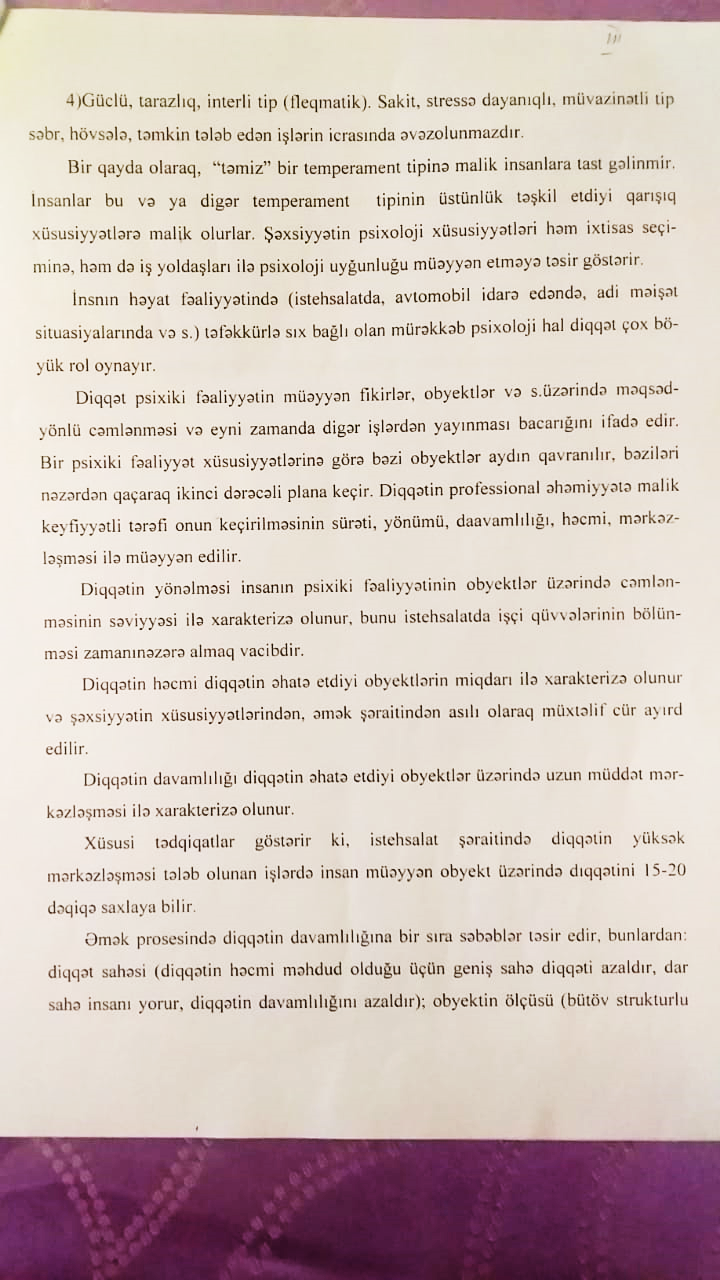 III
4)Güclü, tarazlıq, interli tip (fleqmatik). Sakit, stressə dayanıqlı, müvazinətli tip
səbr, hövsələ, təmkin tələb edən işlərin icrasında əvəzolunmazdır.
Bir qayda olaraq, “təmiz” bir temperament tipinə malik insanlara tast gəlinmir.
İnsanlar bu və ya digər temperament tipinin üstünlük təşkil etdiyi qarışıq
xüsusiyyətlərə malik olurlar. Şəxsiyyətin psixoloji xüsusiyyətləri həm ixtisas seçi-
minə, həm də iş yoldaşları ilə psixoloji uyğunluğu müəyyən etməyə təsir göstərir.
İnsnın həyat fəaliyyətində (istehsalatda, avtomobil idarə edəndə, adi məişət
situasiyalarında və s.) təfəkkürlə sıx bağlı olan mürəkkəb psixoloji hal diqqət çox bö-
yük rol oynayır.
Diqqət psixiki fəaliyyətin müəyyən fikirlər, obyektlər və s.üzərində məqsəd-
yönlü cəmlənməsi və eyni zamanda digər işlərdən yayınması bacarığını ifadə edir.
Bir psixiki fəaliyyət xüsusiyyətlərinə görə bəzi obyektlər aydın qavranılır, bəziləri
nəzərdən qaçaraq ikinci dərəcəli plana keçir. Diqqətin professional əhəmiyyətə malik
keyfiyyətli tərəfi onun keçirilməsinin sürəti, yönümü, daavamlılığı, həcmi, mərkəz-
ləşməsi ilə müəyyən edilir.
Diqqətin yönəlməsi insanın psixiki fəaliyyətinin obyektlər üzərində cəmlən-
məsinin səviyyəsi ilə xarakterizə olunur, bunu istehsalatda işçi qüvvələrinin bölün-
məsi zamanınəzərə almaq vacibdir.
Diqqətin həcmi diqqətin əhatə etdiyi obyektlərin miqdarı ilə xarakterizə olunur
və şəxsiyyətin xüsusiyyətlərindən, əmək şəraitindən asılı olaraq müxtəlif cür ayırd
edilir.
Diqqətin davamlılığı diqqətin əhatə etdiyi obyektlər üzərində uzun müddət mər-
kəzləşməsi ilə xarakterizə olunur.
Xüsusi tədqiqatlar göstərir ki, istehsalat şəraitində diqqətin yüksək
mərkəzləşməsi tələb olunan işlərdə insan müəyyən obyekt üzərində dıqqətini 15-20
dəqiqə saxlaya bilir.
Əmək prosesində diqqətin davamlılığına bir sıra səbəblər təsir edir, bunlardan:
diqqət sahəsi (diqqətin həcmi məhdud olduğu üçün geniş sahə diqqəti azaldır, dar
sahə insanı yorur, diqqətin davamlılığını azaldır); obyektin ölçüsü (bütöv strukturlu